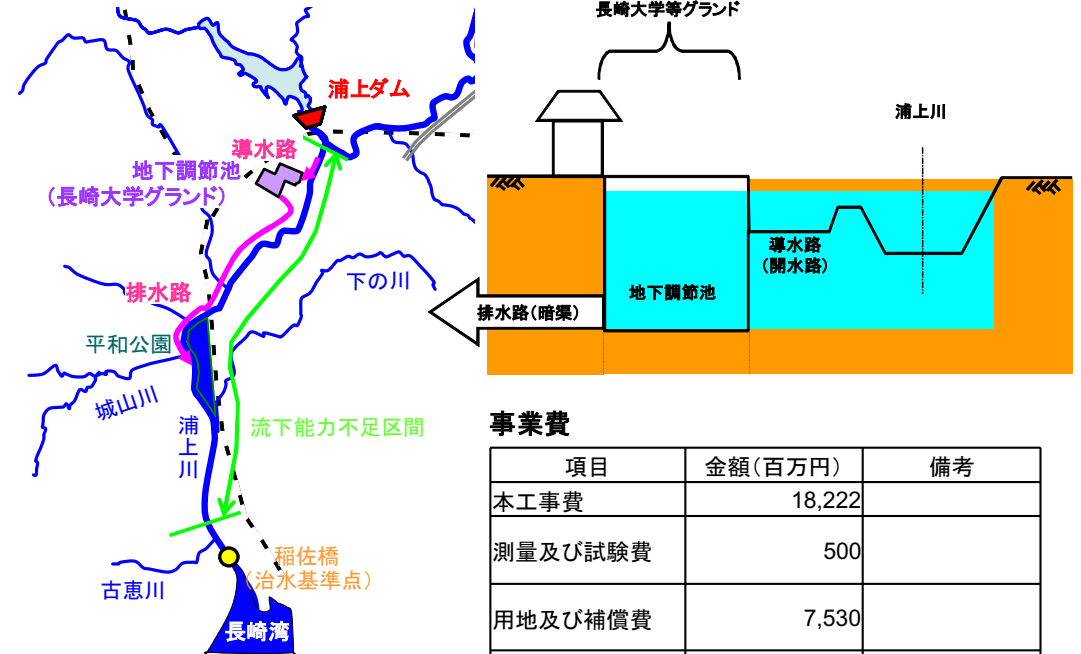 浦上ダム
導水路
地下調節池
(長崎大学グランド)
下の川
排水路
平和公園
城山川
浦上川
流下能力不足区間
稲佐橋
(治水基準点)
古恵川
長崎湾
長崎大学等グランド
浦上川
導水路
(開水路)
地下調節池
排水路(暗渠)
事業費
項目 金額(百万円) 備考
本工事費 18,222
測量及び試験費 500
用地及び補償費 7,530